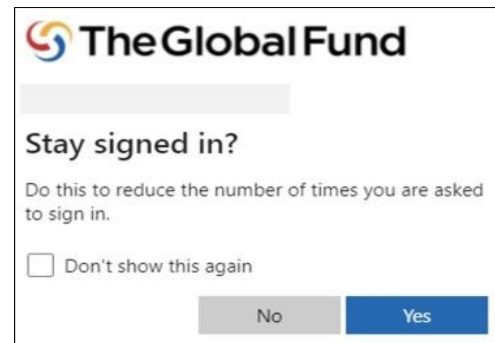 The Global Fund
Stay signed in?
Do this to reduce the number of times you are asked
to sign in.
Don't show this again
No
Yes